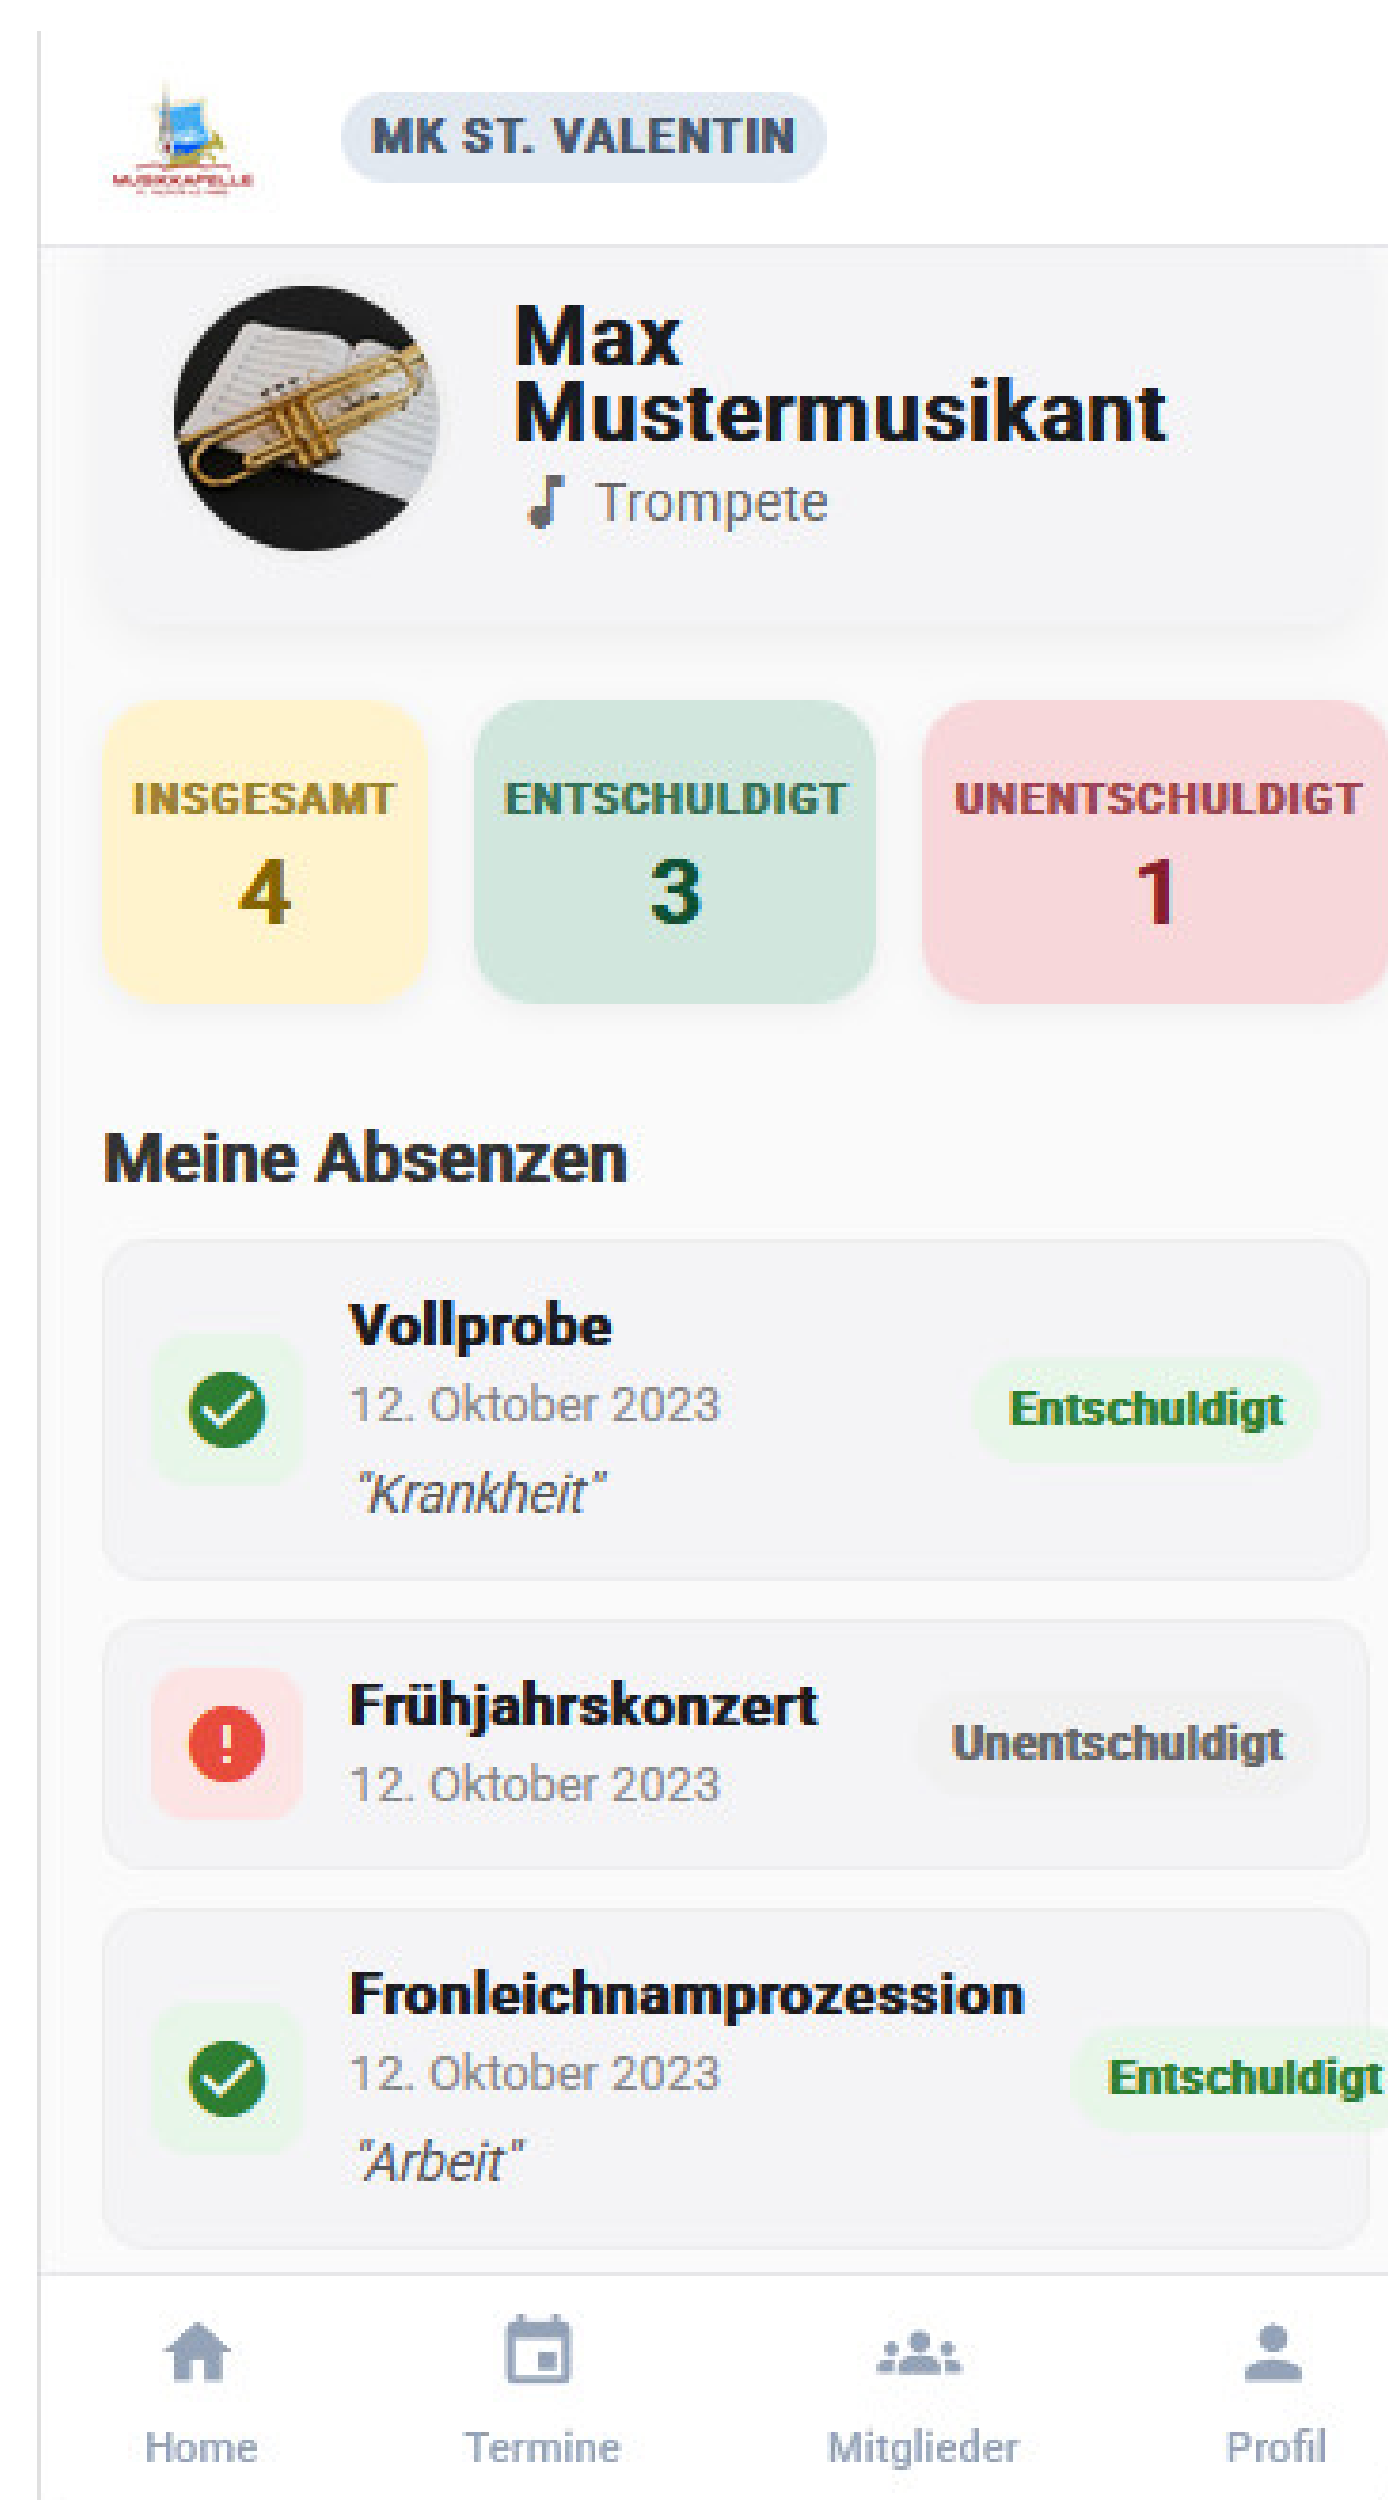 MUSIKKAPELLE
MK ST. VALENTIN
Max
Mustermusikant
Trompete
INSGESAMT
4
ENTSCHULDIGT
3
UNENTSCHULDIGT
1
Meine Absenzen
Vollprobe
12. Oktober 2023
"Krankheit"
Entschuldigt
Frühjahrskonzert
12. Oktober 2023
Unentschuldigt
Fronleichnamprozession
12. Oktober 2023
"Arbeit"
Entschuldigt
Home
Termine
Mitglieder
Profil